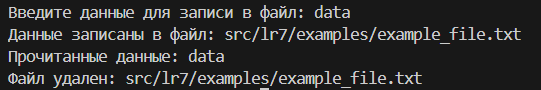 Введите данные для записи в файл: data
Данные записаны в файл: src/lr7/examples/example_file.txt
Прочитанные данные: data
Файл удален: src/lr7/examples/example_file.txt